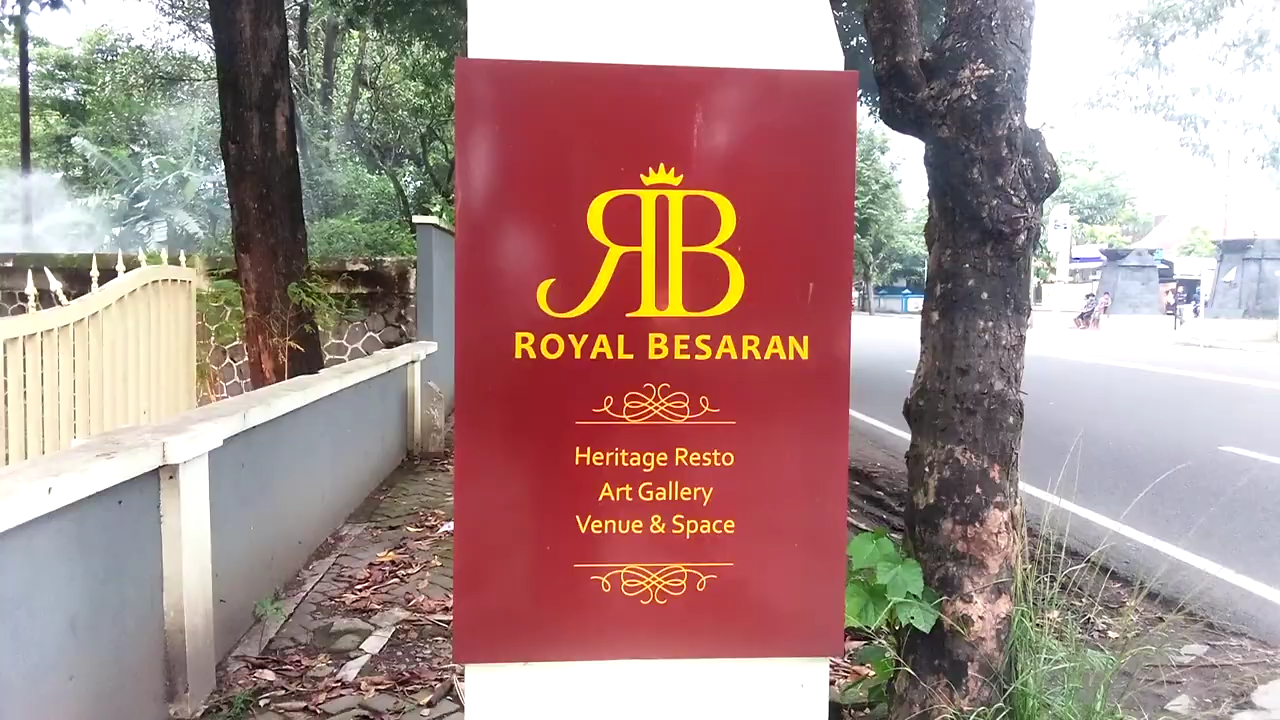 RB
ROYAL BESARAN
Heritage Resto
Art Gallery
Venue & Space